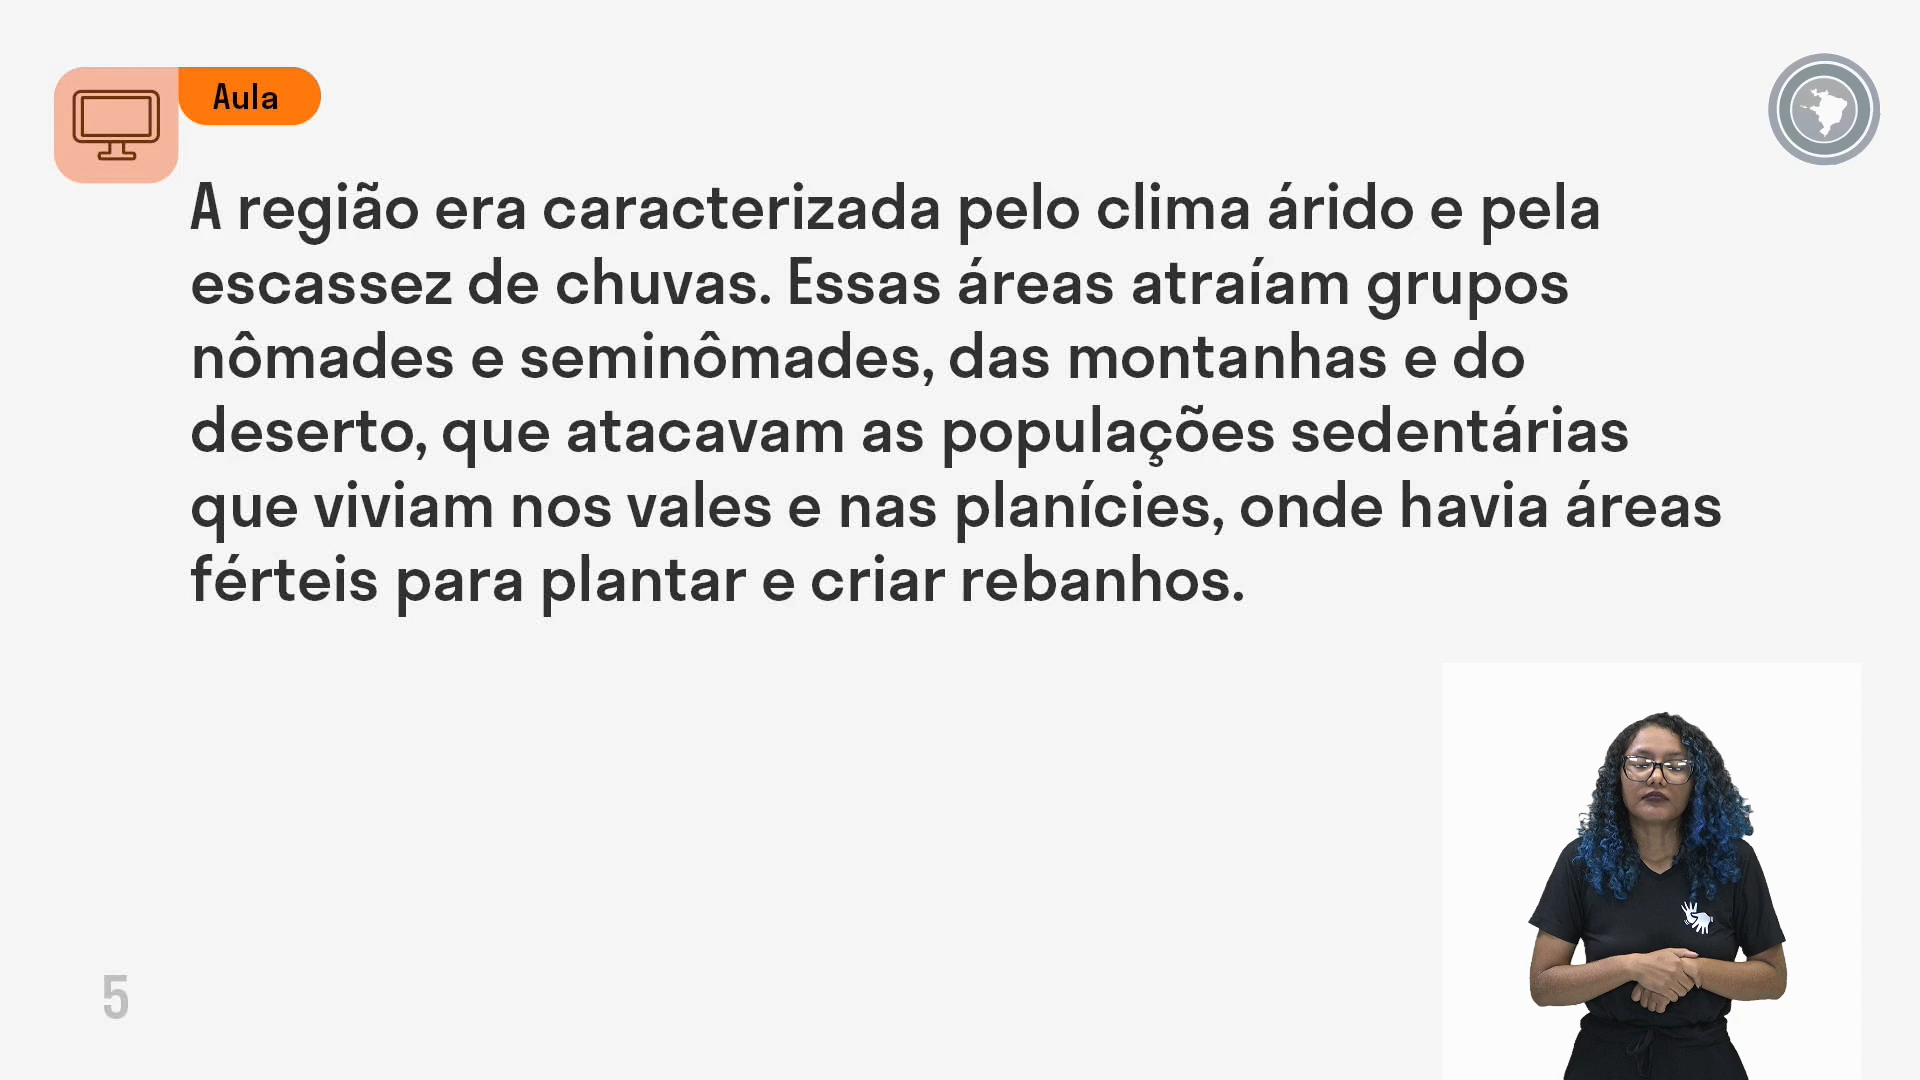 Aula
A região era caracterizada pelo clima árido e pela
escassez de chuvas. Essas áreas atraíam grupos
nômades e seminômades, das montanhas e do
deserto, que atacavam as populações sedentárias
que viviam nos vales e nas planícies, onde havia áreas
férteis para plantar e criar rebanhos.
5